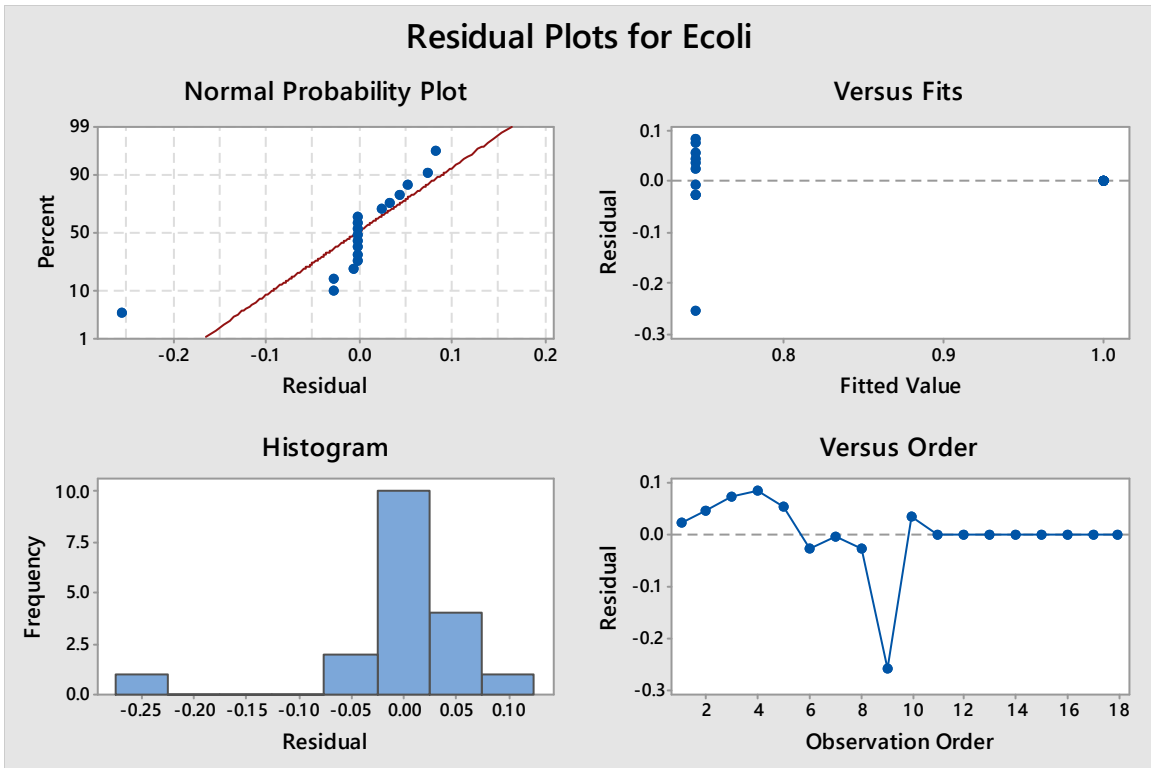 Residual Plots for Ecoli
Normal Probability Plot
99
90
50
10
1
Percent
-0.2 -0.1 0.0 0.1 0.2
Residual
Versus Fits
0.1
0.0
-0.1
-0.2
-0.3
Residual
0.8 0.9 1.0
Fitted Value
Histogram
10.0
7.5
5.0
2.5
0.0
Frequency
-0.25 -0.20 -0.15 -0.10 -0.05 0.00 0.05 0.10
Residual
Versus Order
0.1
0.0
-0.1
-0.2
-0.3
Residual
2 4 6 8 10 12 14 16 18
Observation Order